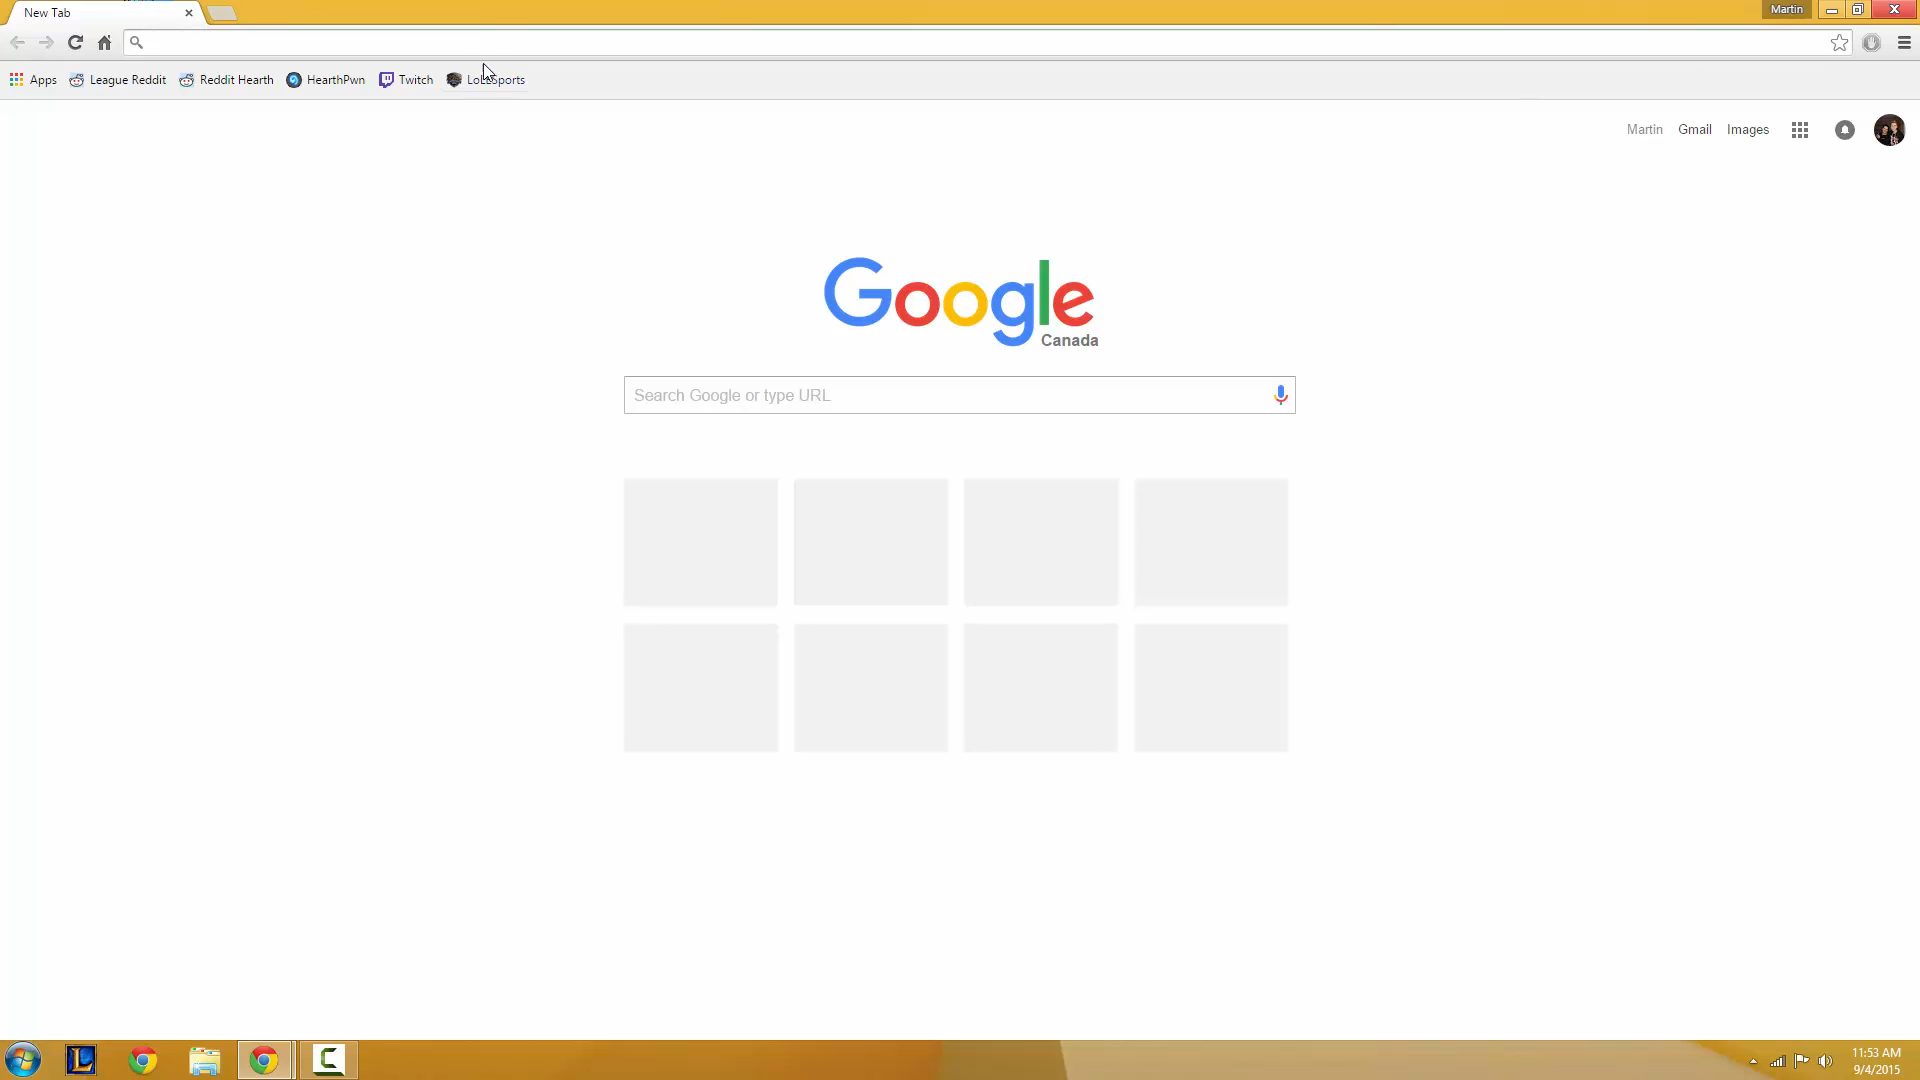 New Tab
Martin
Apps
League Reddit
Reddit Hearth
HearthPwn
Twitch
Martin
Gmail
Images
Google
Canada
Search Google or type URL
11:53 AM
9/4/2015